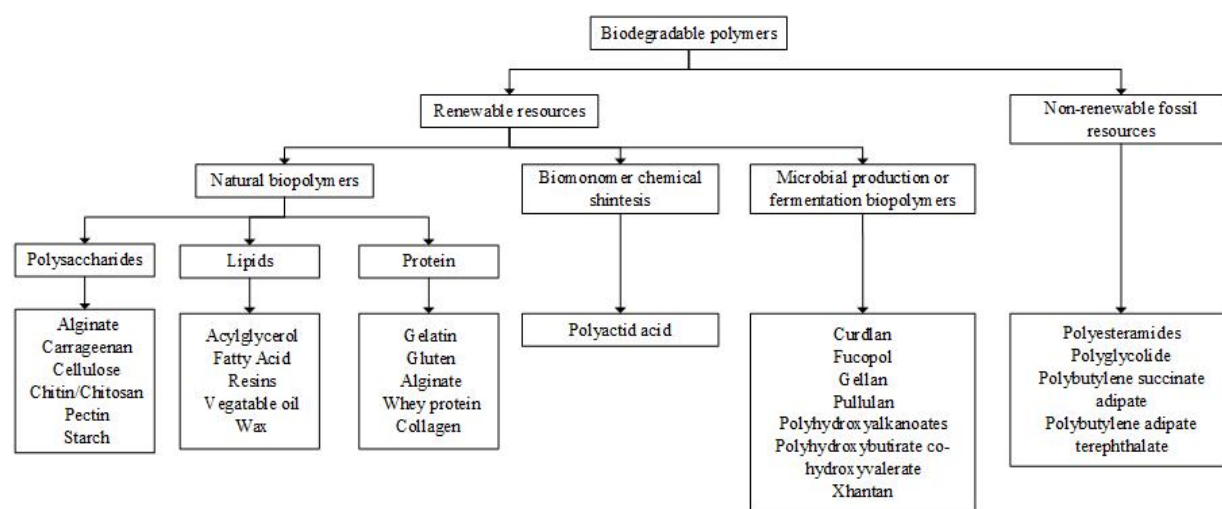 Biodegradable polymers
Renewable resources
Non-renewable fossil
resources
Natural biopolymers
Biomonomer chemical
shintesis
Microbial production or
fermentation biopolymers
Polysaccharides
Lipids
Protein
Alginate
Carrageenan
Cellulose
Chitin/Chitosan
Pectin
Starch
Acylglycerol
Fatty Acid
Resins
Vegatable oil
Wax
Gelatin
Gluten
Alginate
Whey protein
Collagen
Polyactid acid
Curdlan
Fucopol
Gellan
Pullulan
Polyhydroxyalkanoates
Polyhydroxybutirate co-
hydroxyvalerate
Xhantan
Polyesteramides
Polyglycolide
Polybutylene succinate
adipate
Polybutylene adipate
terephthalate